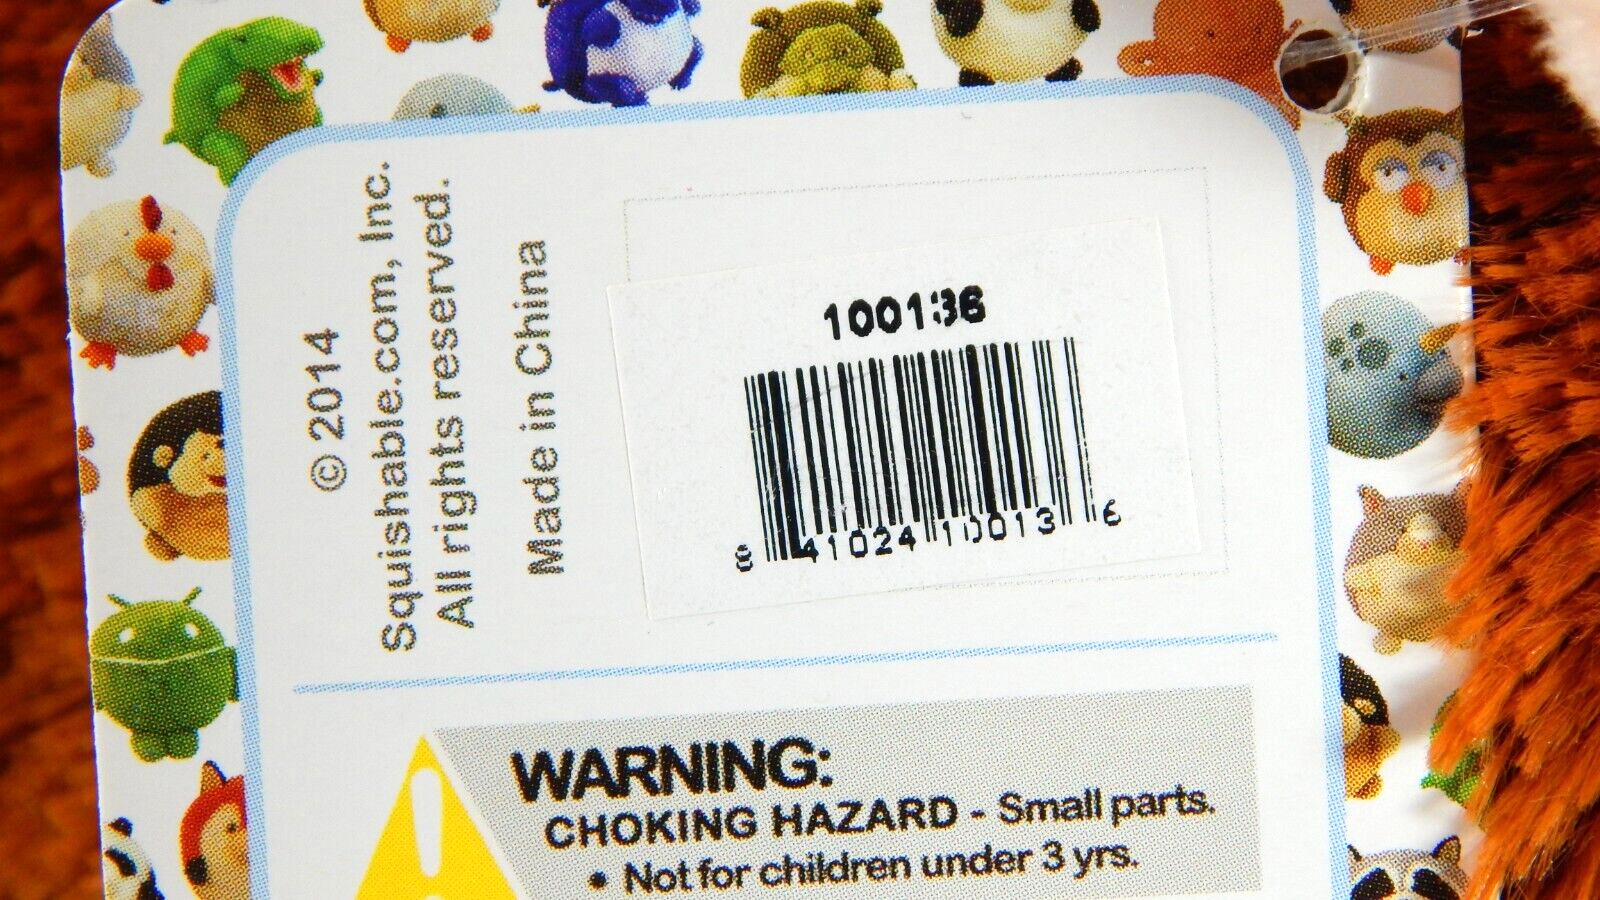 © 2014
Squishable.com, Inc.
All rights reserved.
Made in China
100136
8 41024 10013 6
WARNING:
CHOKING HAZARD - Small parts.
• Not for children under 3 yrs.